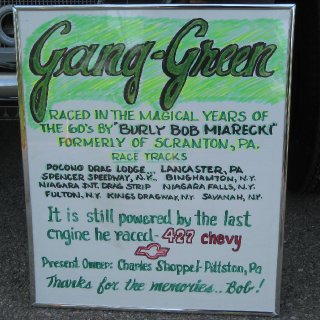 Gang-Green
RACED IN THE MAGICAL YEARS OF
THE 60'S BY "BURLY BOB MIARECKI"
FORMERLY OF SCRANTON, PA.
RACE TRACKS
POCONO DRAG LODGE... LANCASTER, PA
SPENCER SPEEDWAY, N.Y. BINGHAMTON, N.Y.
NIAGARA INT. DRAG STRIP NIAGARA FALLS, N.Y.
FULTON, N.Y. KINGS DRAGWAY, N.Y. SAVANAH, N.Y.
It is still powered by the last
engine he raced - 427 chevy
Present Owner: Charles Shoppel - Pittston, Pa
Thanks for the memories.. Bob!